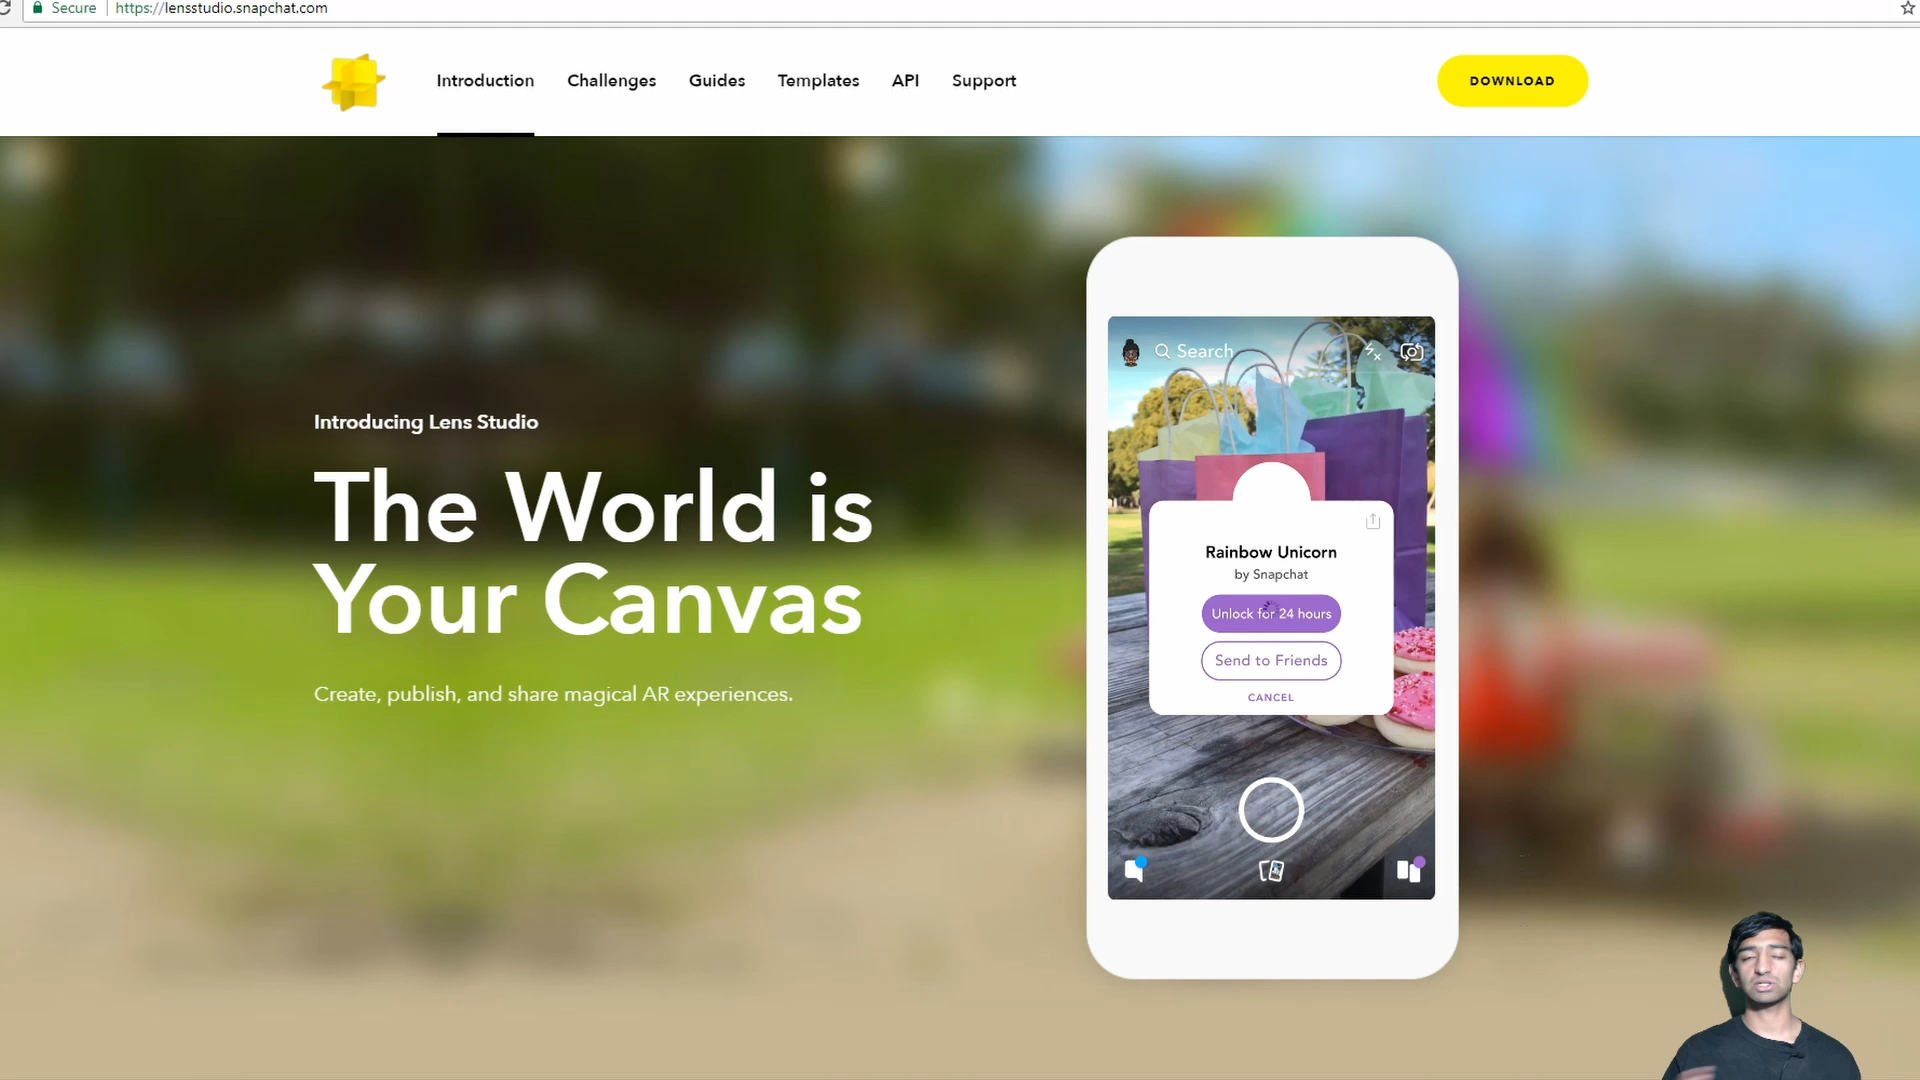 Secure https://lensstudio.snapchat.com
Introduction Challenges Guides Templates API Support DOWNLOAD
Introducing Lens Studio
The World is
Your Canvas
Create, publish, and share magical AR experiences.
Search
Rainbow Unicorn
by Snapchat
Unlock for 24 hours
Send to Friends
CANCEL